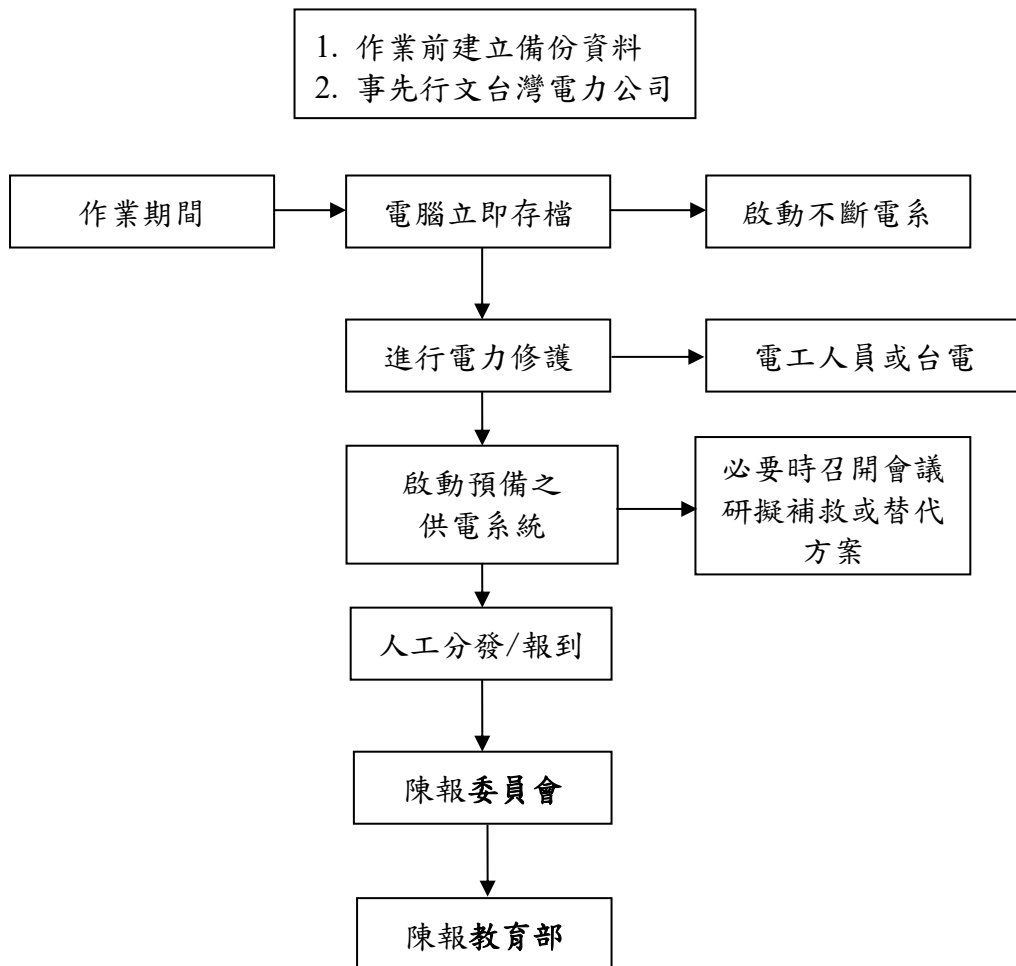 1. 作業前建立備份資料
2. 事先行文台灣電力公司
作業期間
電腦立即存檔
啟動不斷電系
進行電力修護
電工人員或台電
啟動預備之
供電系統
必要時召開會議
研擬補救或替代
方案
人工分發/報到
陳報委員會
陳報教育部